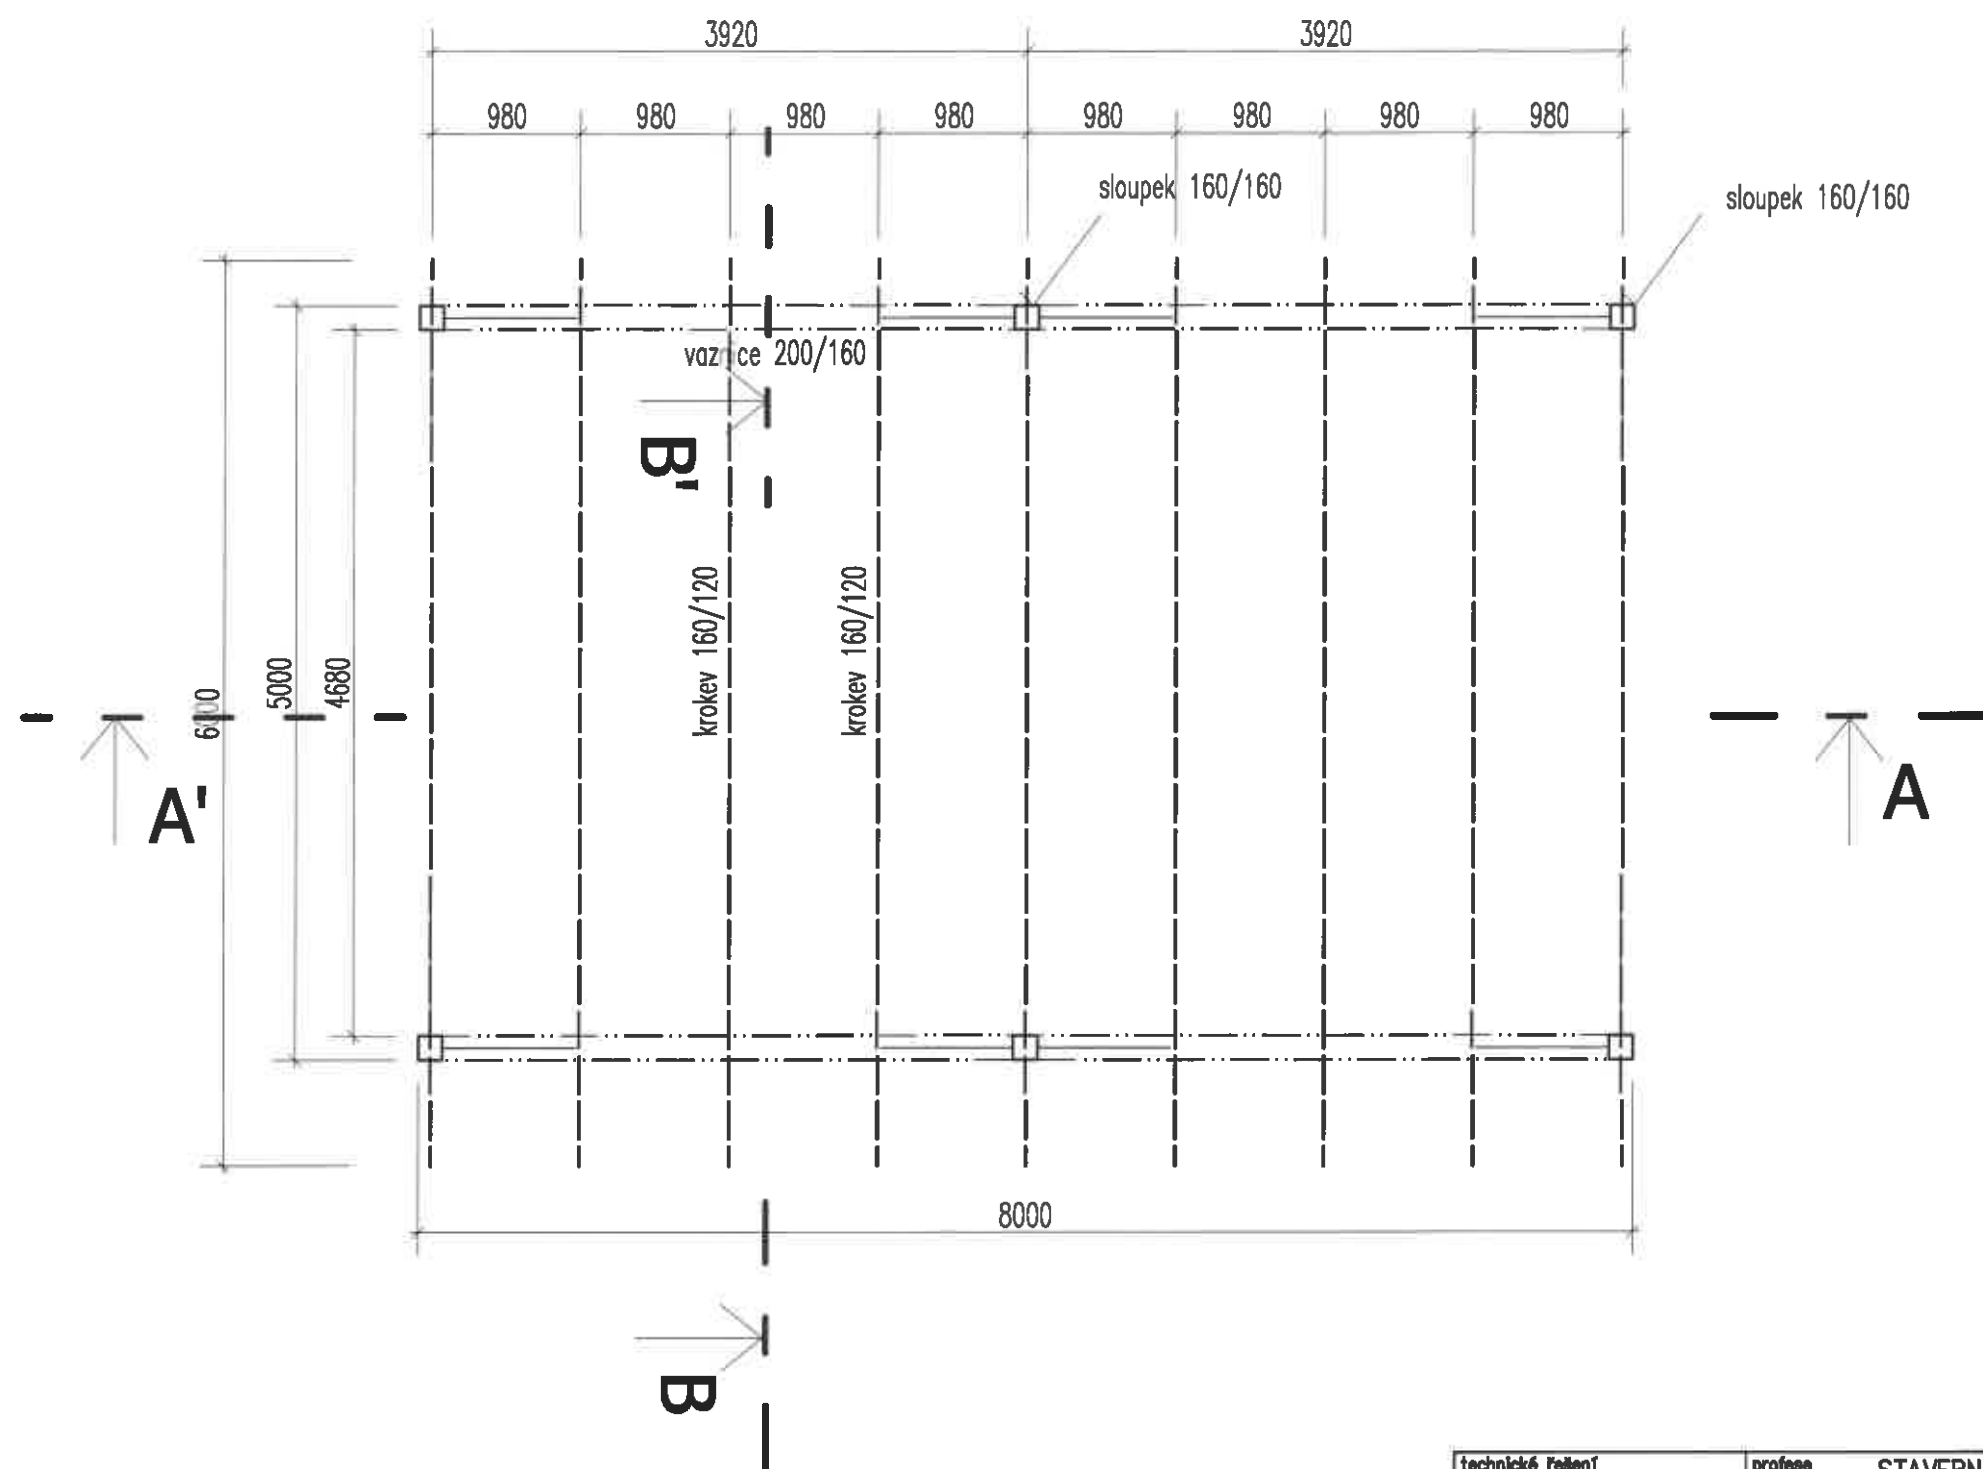 3920
3920
980
980
980
980
980
980
980
980
sloupek 160/160
sloupek 160/160
vaznice 200/160
B'
krokev 160/120
krokev 160/120
6000
5000
4680
A'
A
8000
B
technické řešení
profese
STAVEBN